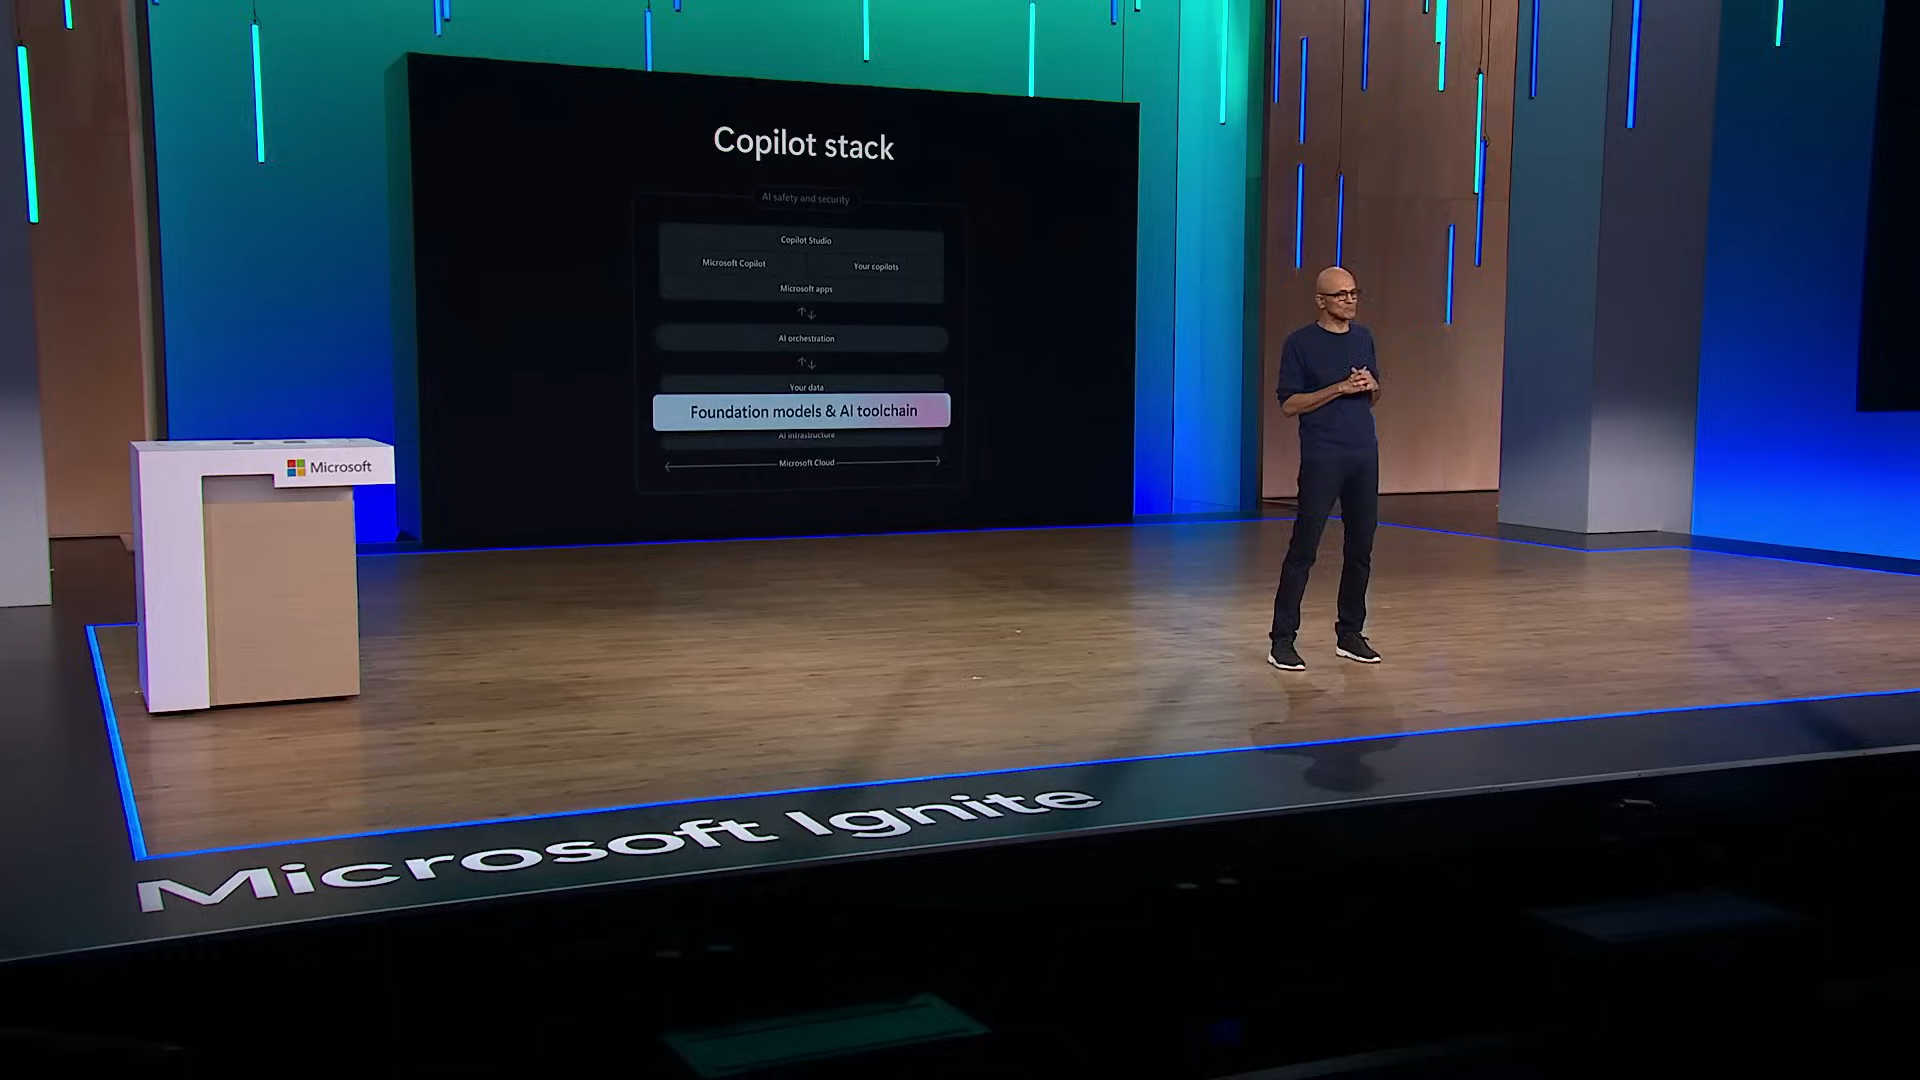 Copilot stack
AI safety and security
Copilot Studio
Microsoft Copilot
Your copilots
Microsoft apps
AI orchestration
Your data
Foundation models & AI toolchain
AI infrastructure
Microsoft Cloud
Microsoft
Microsoft Ignite